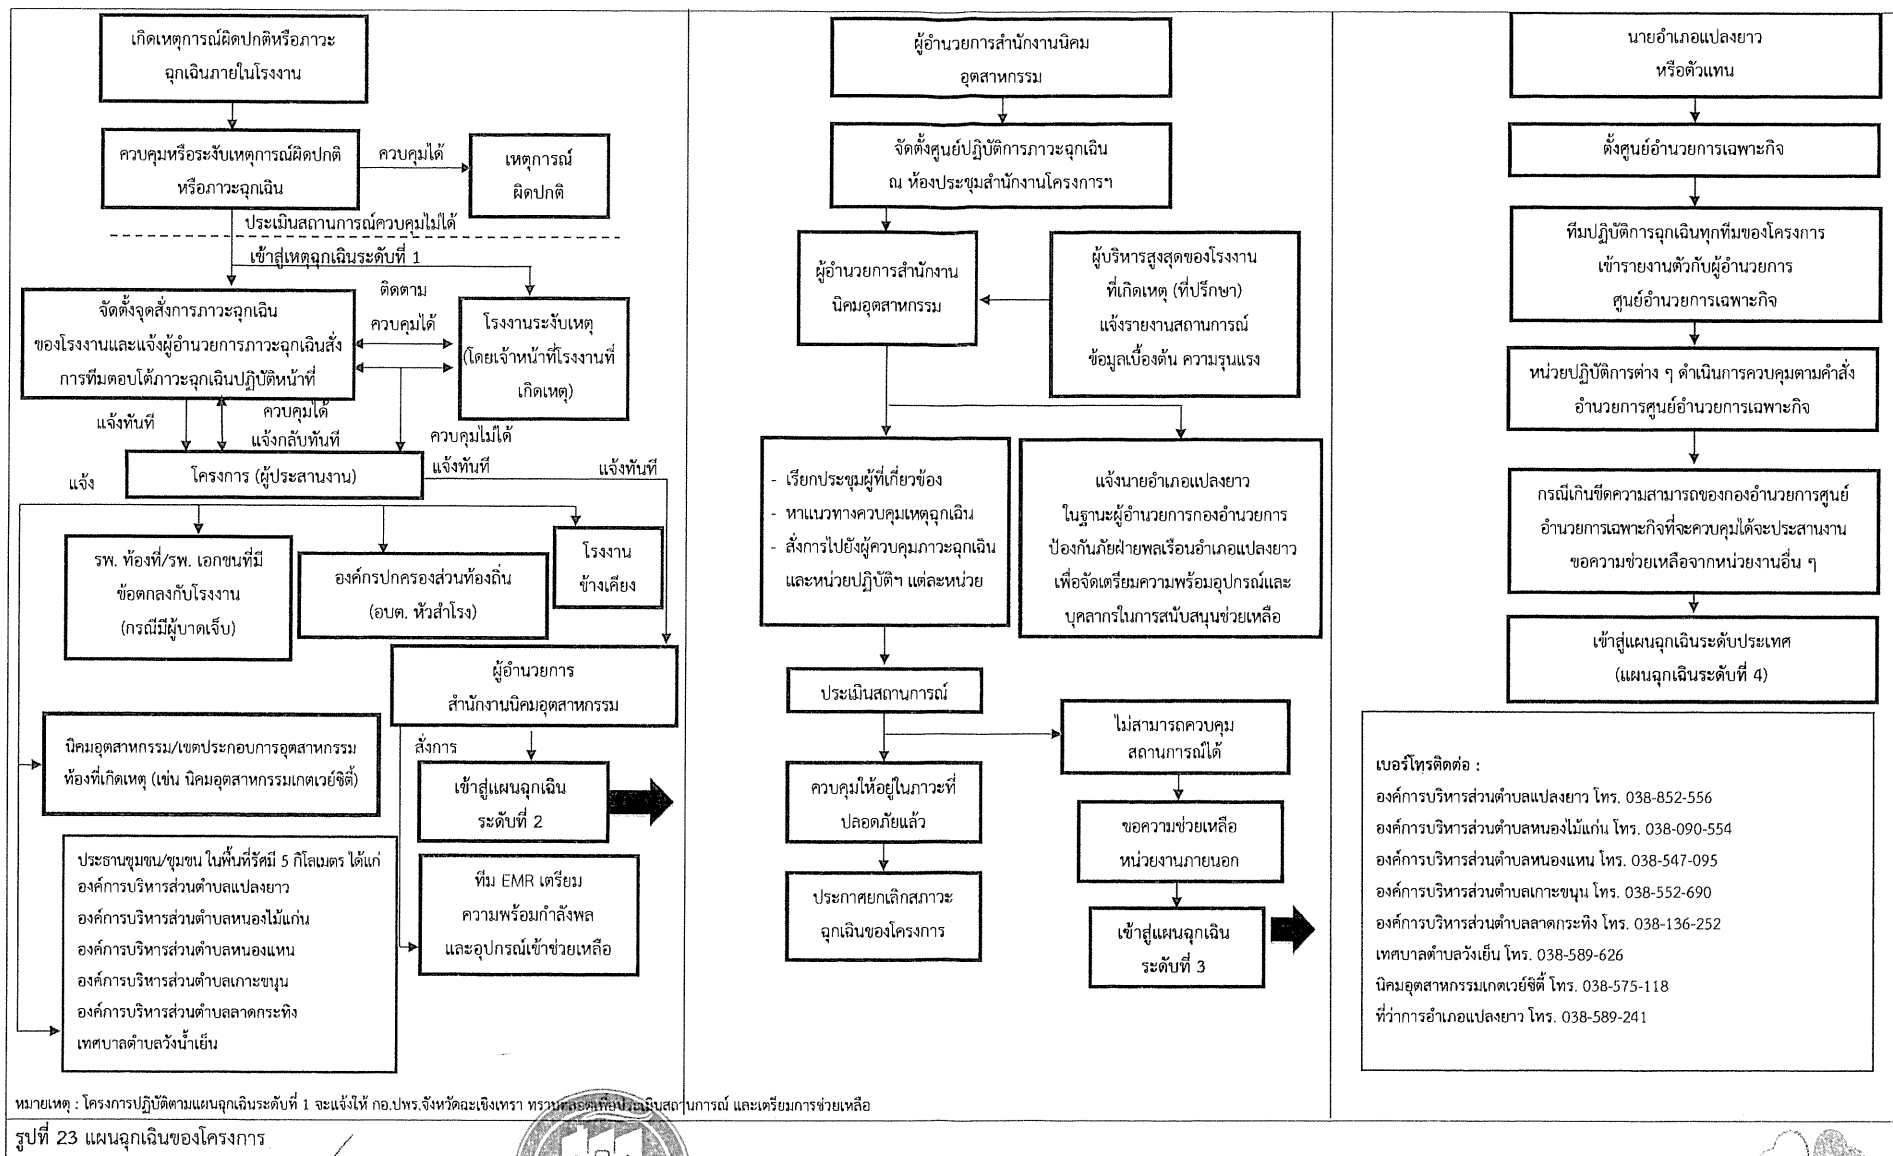 เกิดเหตุการณ์ผิดปกติหรือภาวะ
ฉุกเฉินภายในโรงงาน
ควบคุมหรือระงับเหตุการณ์ผิดปกติ
หรือภาวะฉุกเฉิน
ควบคุมได้
เหตุการณ์
ผิดปกติ
ประเมินสถานการณ์ควบคุมไม่ได้
เข้าสู่เหตุฉุกเฉินระดับที่ 1
จัดตั้งจุดสั่งการภาวะฉุกเฉิน
ของโรงงานและแจ้งผู้อำนวยการภาวะฉุกเฉินสั่ง
การทีมตอบโต้ภาวะฉุกเฉินปฏิบัติหน้าที่
ติดตาม
ควบคุมได้
โรงงานระงับเหตุ
(โดยเจ้าหน้าที่โรงงานที่
เกิดเหตุ)
แจ้งทันที
ควบคุมได้
แจ้งกลับทันที
ควบคุมไม่ได้
แจ้งทันที
แจ้งทันที
โครงการ (ผู้ประสานงาน)
แจ้ง
รพ. ท้องที่/รพ. เอกชนที่มี
ข้อตกลงกับโรงงาน
(กรณีมีผู้บาดเจ็บ)
องค์กรปกครองส่วนท้องถิ่น
(อบต. หัวสำโรง)
โรงงาน
ข้างเคียง
ผู้อำนวยการ
สำนักงานนิคมอุตสาหกรรม
สั่งการ
นิคมอุตสาหกรรม/เขตประกอบการอุตสาหกรรม
ท้องที่เกิดเหตุ (เช่น นิคมอุตสาหกรรมเกตเวย์ซิตี้)
เข้าสู่แผนฉุกเฉิน
ระดับที่ 2
ประธานชุมชน/ชุมชน ในพื้นที่รัศมี 5 กิโลเมตร ได้แก่
องค์การบริหารส่วนตำบลแปลงยาว
องค์การบริหารส่วนตำบลหนองไม้แก่น
องค์การบริหารส่วนตำบลหนองแหน
องค์การบริหารส่วนตำบลเกาะขนุน
องค์การบริหารส่วนตำบลลาดกระทิง
เทศบาลตำบลวังน้ำเย็น
ทีม EMR เตรียม
ความพร้อมกำลังพล
และอุปกรณ์เข้าช่วยเหลือ
ผู้อำนวยการสำนักงานนิคม
อุตสาหกรรม
จัดตั้งศูนย์ปฏิบัติการภาวะฉุกเฉิน
ณ ห้องประชุมสำนักงานโครงการฯ
ผู้อำนวยการสำนักงาน
นิคมอุตสาหกรรม
ผู้บริหารสูงสุดของโรงงาน
ที่เกิดเหตุ (ที่ปรึกษา)
แจ้งรายงานสถานการณ์
ข้อมูลเบื้องต้น ความรุนแรง
- เรียกประชุมผู้ที่เกี่ยวข้อง
- หาแนวทางควบคุมเหตุฉุกเฉิน
- สั่งการไปยังผู้ควบคุมภาวะฉุกเฉิน
และหน่วยปฏิบัติฯ แต่ละหน่วย
แจ้งนายอำเภอแปลงยาว
ในฐานะผู้อำนวยการกองอำนวยการ
ป้องกันภัยฝ่ายพลเรือนอำเภอแปลงยาว
เพื่อจัดเตรียมความพร้อมอุปกรณ์และ
บุคลากรในการสนับสนุนช่วยเหลือ
ประเมินสถานการณ์
ไม่สามารถควบคุม
สถานการณ์ได้
ควบคุมให้อยู่ในภาวะที่
ปลอดภัยแล้ว
ขอความช่วยเหลือ
หน่วยงานภายนอก
ประกาศยกเลิกสภาวะ
ฉุกเฉินของโครงการ
เข้าสู่แผนฉุกเฉิน
ระดับที่ 3
นายอำเภอแปลงยาว
หรือตัวแทน
ตั้งศูนย์อำนวยการเฉพาะกิจ
ทีมปฏิบัติการฉุกเฉินทุกทีมของโครงการ
เข้ารายงานตัวกับผู้อำนวยการ
ศูนย์อำนวยการเฉพาะกิจ
หน่วยปฏิบัติการต่าง ๆ ดำเนินการควบคุมตามคำสั่ง
อำนวยการศูนย์อำนวยการเฉพาะกิจ
กรณีเกินขีดความสามารถของกองอำนวยการศูนย์
อำนวยการเฉพาะกิจที่จะควบคุมได้จะประสานงาน
ขอความช่วยเหลือจากหน่วยงานอื่น ๆ
เข้าสู่แผนฉุกเฉินระดับประเทศ
(แผนฉุกเฉินระดับที่ 4)
เบอร์โทรติดต่อ :
องค์การบริหารส่วนตำบลแปลงยาว โทร. 038-852-556
องค์การบริหารส่วนตำบลหนองไม้แก่น โทร. 038-090-554
องค์การบริหารส่วนตำบลหนองแหน โทร. 038-547-095
องค์การบริหารส่วนตำบลเกาะขนุน โทร. 038-552-690
องค์การบริหารส่วนตำบลลาดกระทิง โทร. 038-136-252
เทศบาลตำบลวังเย็น โทร. 038-589-626
นิคมอุตสาหกรรมเกตเวย์ซิตี้ โทร. 038-575-118
ที่ว่าการอำเภอแปลงยาว โทร. 038-589-241
หมายเหตุ : โครงการปฏิบัติตามแผนฉุกเฉินระดับที่ 1 จะแจ้งให้ กอ.ปพร.จังหวัดฉะเชิงเทรา ทราบตลอดเพื่อประเมินสถานการณ์ และเตรียมการช่วยเหลือ
รูปที่ 23 แผนฉุกเฉินของโครงการ